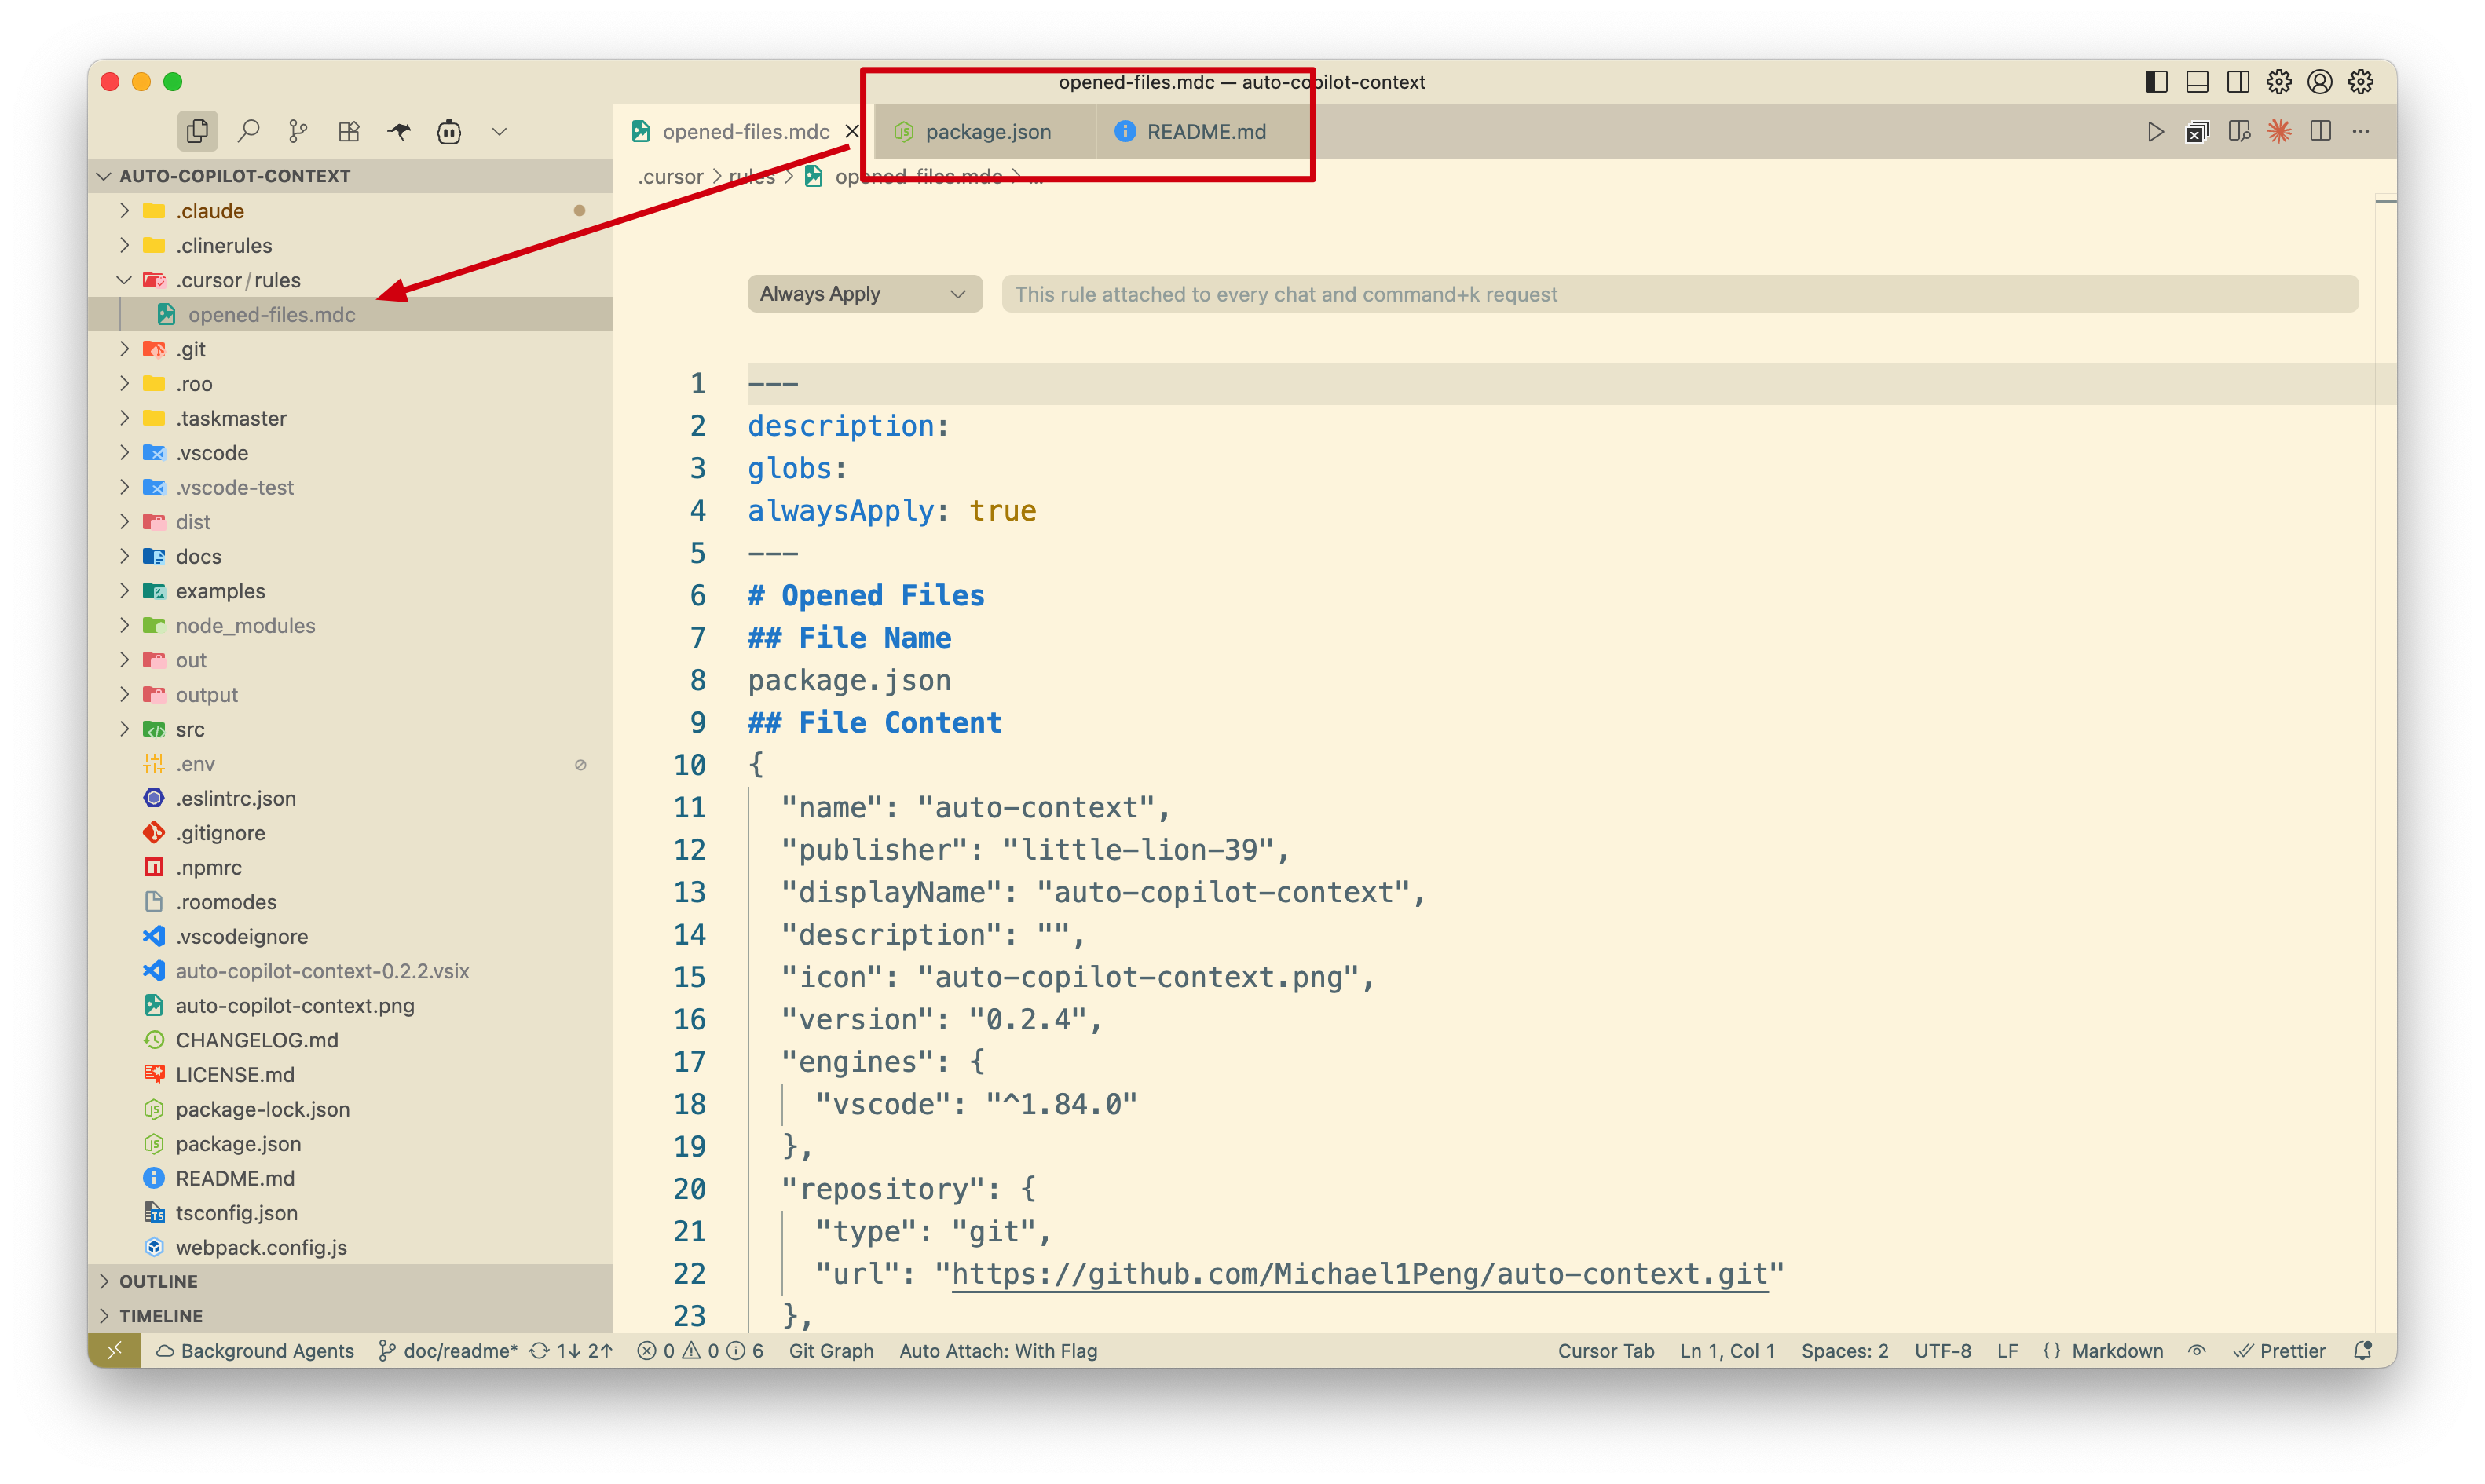 opened-files.mdc — auto-copilot-context
opened-files.mdc
package.json
README.md
AUTO-COPILOT-CONTEXT
.cursor > rules > opened-files.mdc > ...
.claude
.clinerules
.cursor/rules
opened-files.mdc
.git
.roo
.taskmaster
.vscode
.vscode-test
dist
docs
examples
node_modules
out
output
src
.env
.eslintrc.json
.gitignore
.npmrc
.roomodes
.vscodeignore
auto-copilot-context-0.2.2.vsix
auto-copilot-context.png
CHANGELOG.md
LICENSE.md
package-lock.json
package.json
README.md
tsconfig.json
webpack.config.js
OUTLINE
TIMELINE
Always Apply
This rule attached to every chat and command+k request
1 ---
2 description:
3 globs:
4 alwaysApply: true
5 ---
6 # Opened Files
7 ## File Name
8 package.json
9 ## File Content
10 {
11 "name": "auto-context",
12 "publisher": "little-lion-39",
13 "displayName": "auto-copilot-context",
14 "description": "",
15 "icon": "auto-copilot-context.png",
16 "version": "0.2.4",
17 "engines": {
18 "vscode": "^1.84.0"
19 },
20 "repository": {
21 "type": "git",
22 "url": "https://github.com/Michael1Peng/auto-context.git"
23 },
Background Agents
doc/readme*
1↓ 2↑
0
0
6
Git Graph
Auto Attach: With Flag
Cursor Tab
Ln 1, Col 1
Spaces: 2
UTF-8
LF
{} Markdown
Prettier